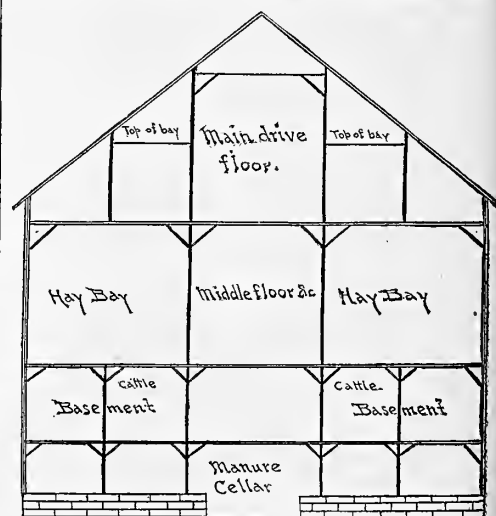 Top of bay
Main drive
floor.
Top of bay
Hay Bay
Middle floor &c
Hay Bay
Cattle
Basement
Cattle.
Basement
Manure
Cellar